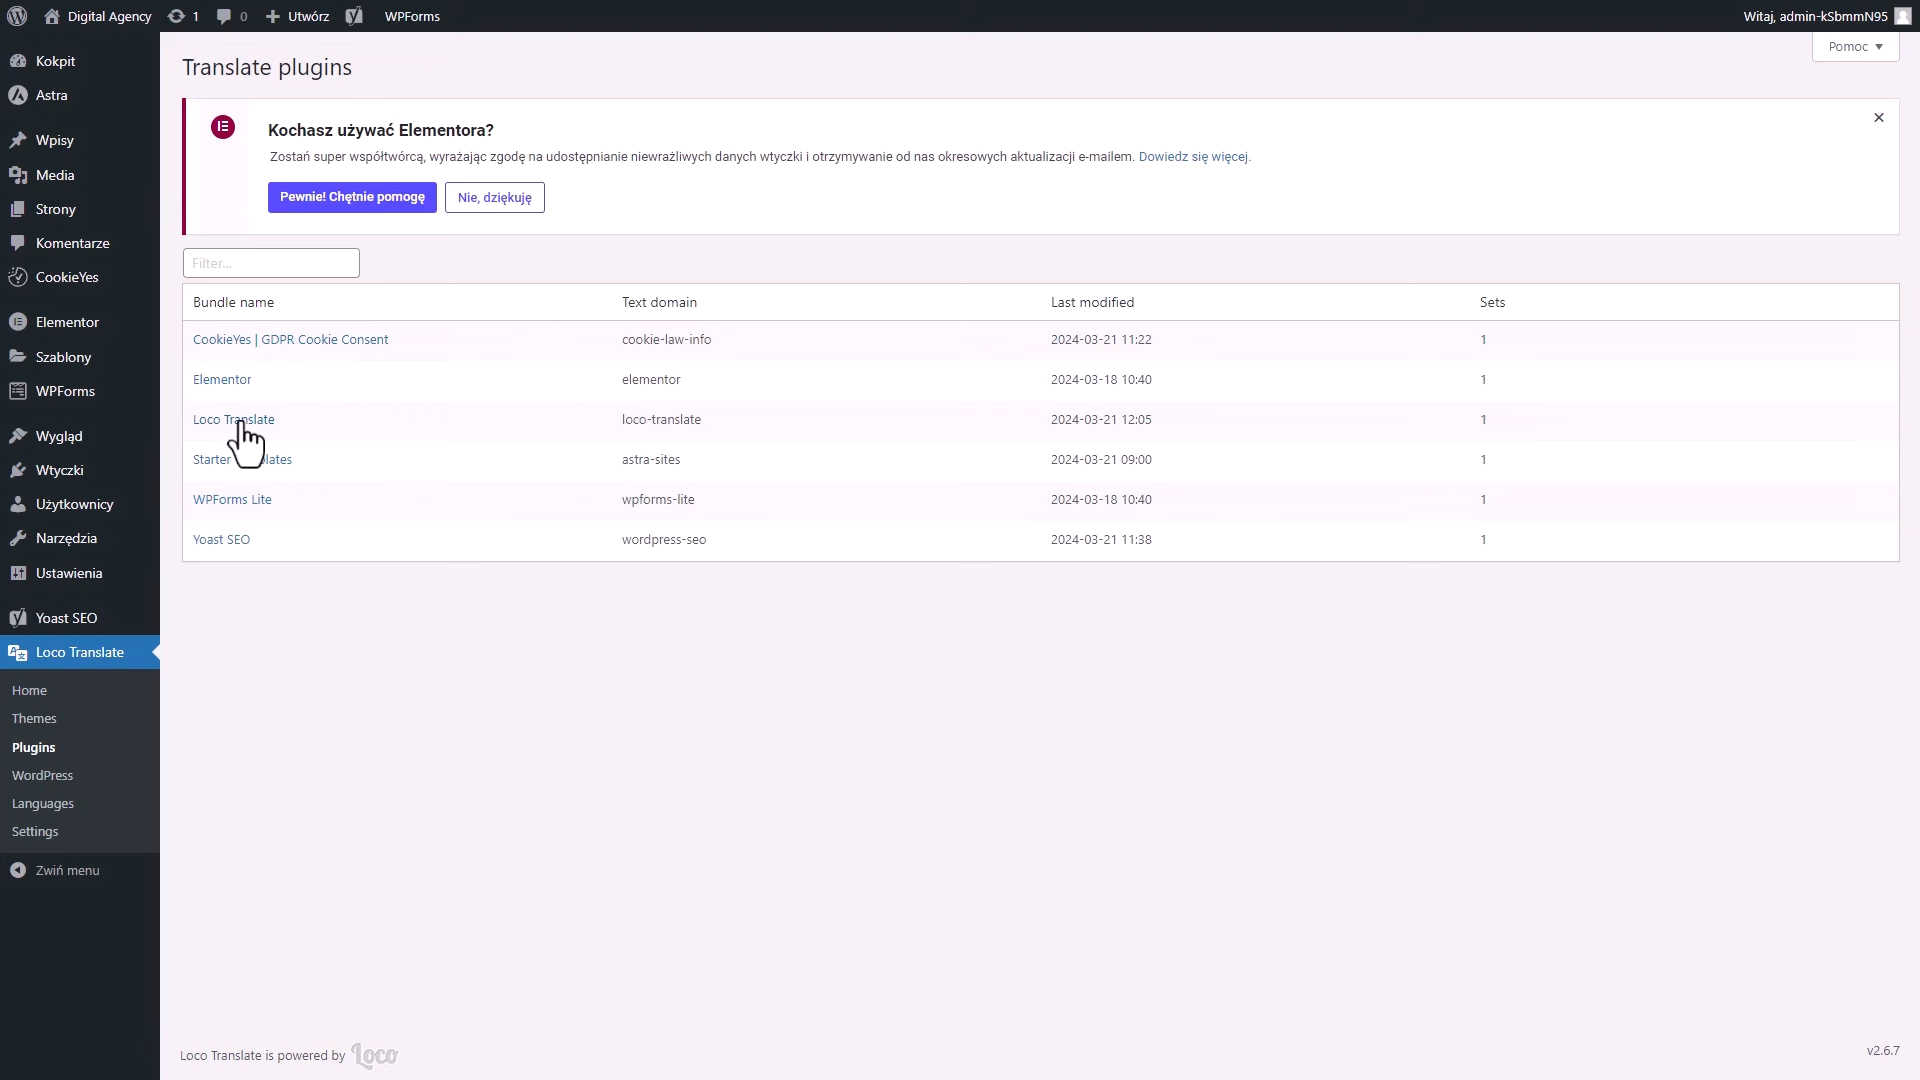 Digital Agency
1
0
Utwórz
WPForms
Witaj, admin-kSbmmN95
Kokpit
Astra
Wpisy
Media
Strony
Komentarze
CookieYes
Elementor
Szablony
WPForms
Wygląd
Wtyczki
Użytkownicy
Narzędzia
Ustawienia
Yoast SEO
Loco Translate
Home
Themes
Plugins
WordPress
Languages
Settings
Zwiń menu
Pomoc
Translate plugins
Kochasz używać Elementora?
Zostań super współtwórcą, wyrażając zgodę na udostępnianie niewrażliwych danych wtyczki i otrzymywanie od nas okresowych aktualizacji e-mailem. Dowiedz się więcej.
Pewnie! Chętnie pomogę
Nie, dziękuję
Filter...
Bundle name Text domain Last modified Sets
CookieYes | GDPR Cookie Consent cookie-law-info 2024-03-21 11:22 1
Elementor elementor 2024-03-18 10:40 1
Loco Translate loco-translate 2024-03-21 12:05 1
Starter astra-sites 2024-03-21 09:00 1
WPForms Lite wpforms-lite 2024-03-18 10:40 1
Yoast SEO wordpress-seo 2024-03-21 11:38 1
Loco Translate is powered by Loco
v2.6.7